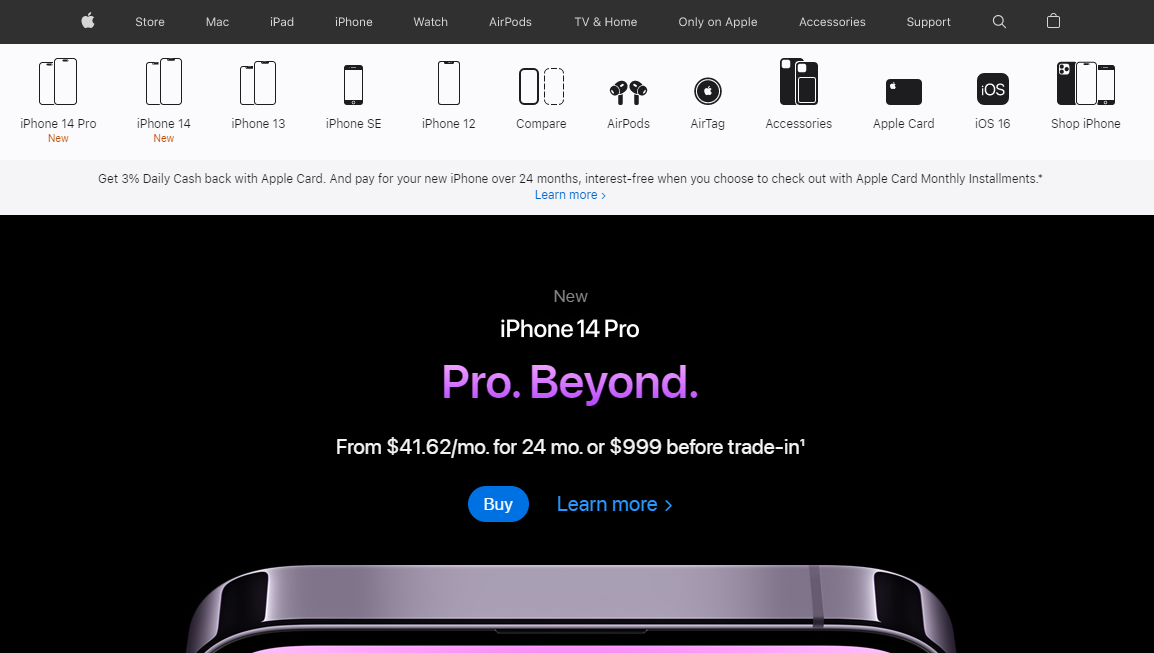 Store Mac iPad iPhone Watch AirPods TV & Home Only on Apple Accessories Support
iPhone 14 Pro iPhone 14 iPhone 13 iPhone SE iPhone 12 Compare AirPods AirTag Accessories Apple Card iOS iOS 16 Shop iPhone
New New
Get 3% Daily Cash back with Apple Card. And pay for your new iPhone over 24 months, interest-free when you choose to check out with Apple Card Monthly Installments.*
Learn more >
New
iPhone 14 Pro
Pro. Beyond.
From $41.62/mo. for 24 mo. or $999 before trade-in¹
Buy Learn more >